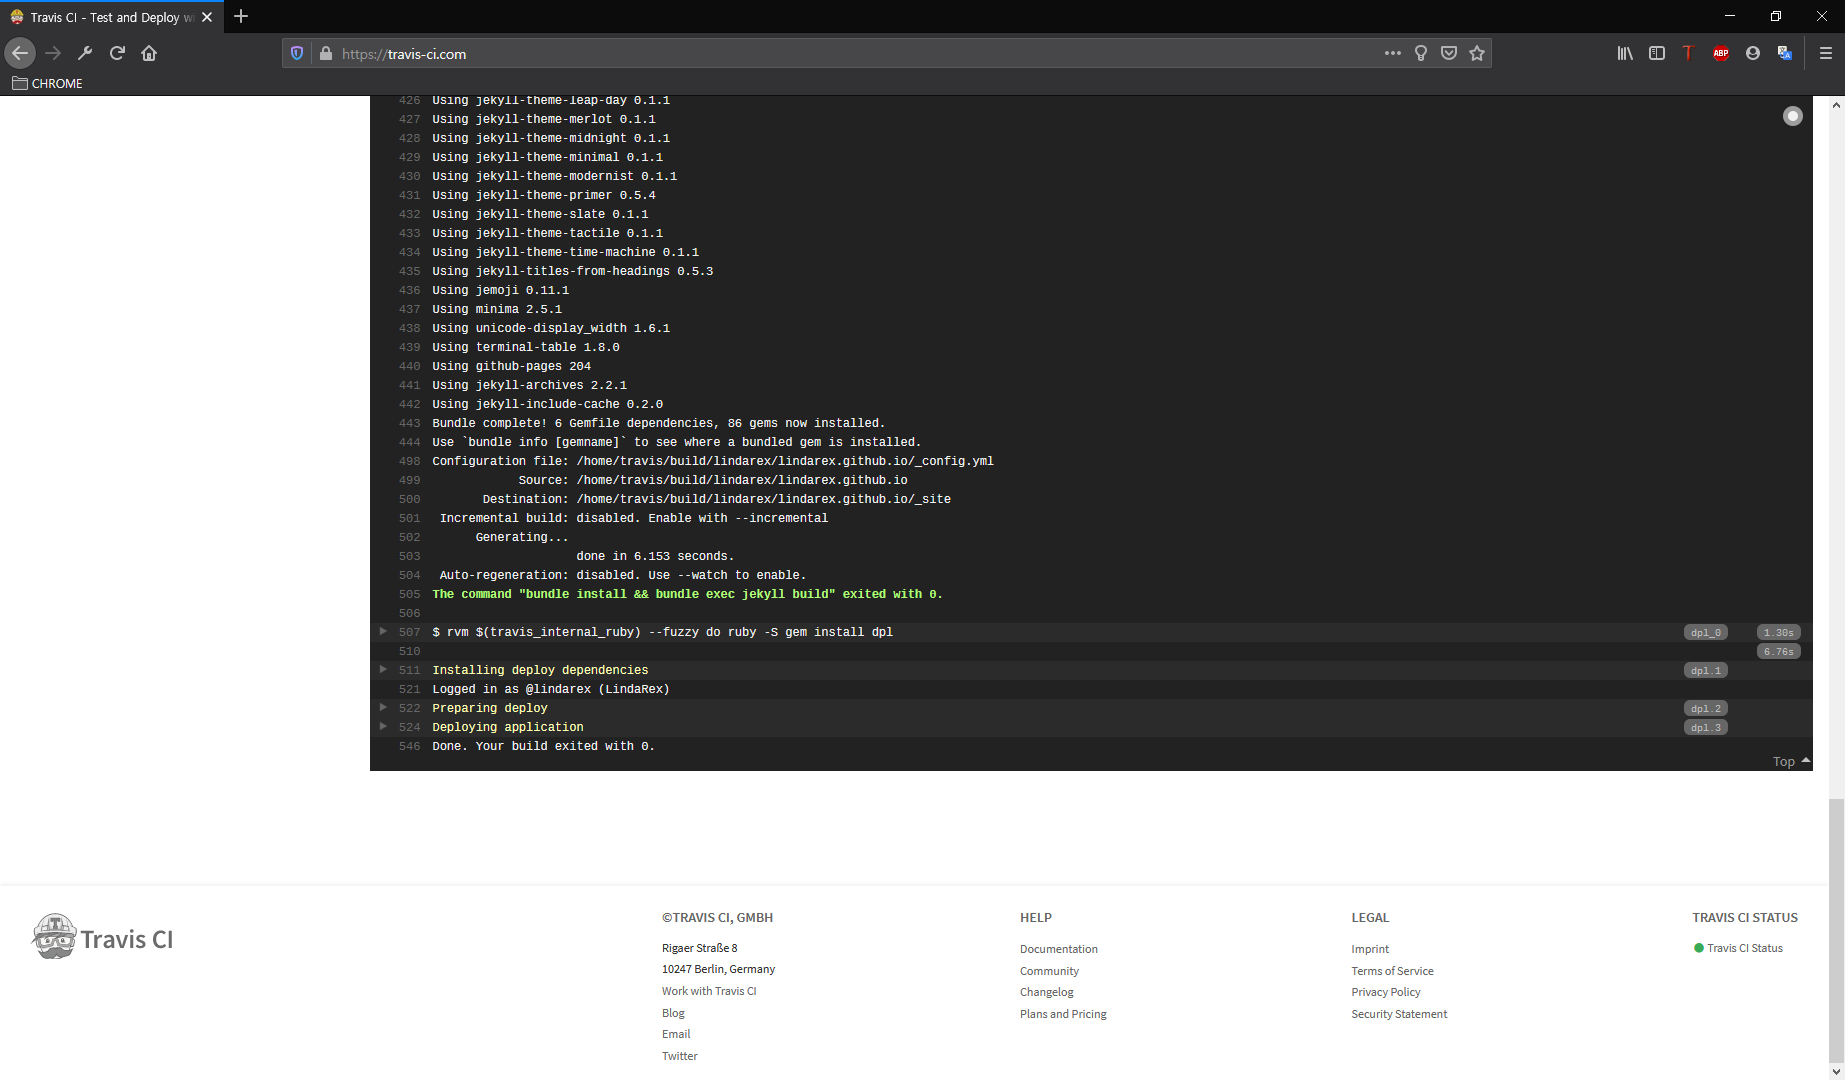 Travis CI - Test and Deploy wi
https://travis-ci.com
ABP
CHROME
426 Using jekyll-theme-leap-day 0.1.1
427 Using jekyll-theme-merlot 0.1.1
428 Using jekyll-theme-midnight 0.1.1
429 Using jekyll-theme-minimal 0.1.1
430 Using jekyll-theme-modernist 0.1.1
431 Using jekyll-theme-primer 0.5.4
432 Using jekyll-theme-slate 0.1.1
433 Using jekyll-theme-tactile 0.1.1
434 Using jekyll-theme-time-machine 0.1.1
435 Using jekyll-titles-from-headings 0.5.3
436 Using jemoji 0.11.1
437 Using minima 2.5.1
438 Using unicode-display_width 1.6.1
439 Using terminal-table 1.8.0
440 Using github-pages 204
441 Using jekyll-archives 2.2.1
442 Using jekyll-include-cache 0.2.0
443 Bundle complete! 6 Gemfile dependencies, 86 gems now installed.
444 Use `bundle info [gemname]` to see where a bundled gem is installed.
498 Configuration file: /home/travis/build/lindarex/lindarex.github.io/_config.yml
499 Source: /home/travis/build/lindarex/lindarex.github.io
500 Destination: /home/travis/build/lindarex/lindarex.github.io/_site
501 Incremental build: disabled. Enable with --incremental
502 Generating...
503 done in 6.153 seconds.
504 Auto-regeneration: disabled. Use --watch to enable.
505 The command "bundle install && bundle exec jekyll build" exited with 0.
506
507 $ rvm $(travis_internal_ruby) --fuzzy do ruby -S gem install dpl dpl_0 1.30s
510 6.76s
511 Installing deploy dependencies dpl.1
521 Logged in as @lindarex (LindaRex)
522 Preparing deploy dpl.2
524 Deploying application dpl.3
546 Done. Your build exited with 0.
Top
Travis CI
©TRAVIS CI, GMBH
Rigaer Straße 8
10247 Berlin, Germany
Work with Travis CI
Blog
Email
Twitter
HELP
Documentation
Community
Changelog
Plans and Pricing
LEGAL
Imprint
Terms of Service
Privacy Policy
Security Statement
TRAVIS CI STATUS
Travis CI Status